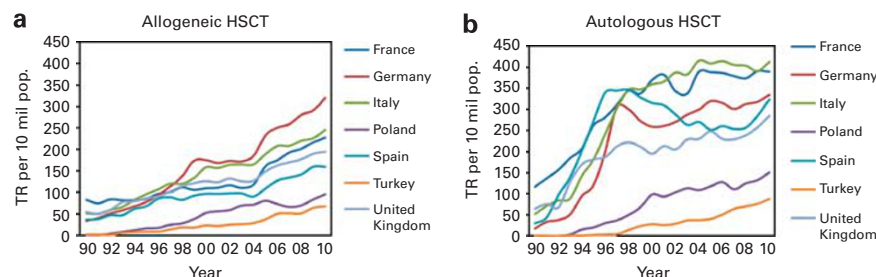 a
Allogeneic HSCT
TR per 10 mil pop.
450
400
350
300
250
200
150
100
50
0
90 92 94 96 98 00 02 04 06 08 10
Year
France
Germany
Italy
Poland
Spain
Turkey
United
Kingdom
b
Autologous HSCT
TR per 10 mil pop.
450
400
350
300
250
200
150
100
50
0
90 92 94 96 98 00 02 04 06 08 10
Year
France
Germany
Italy
Poland
Spain
Turkey
United
Kingdom